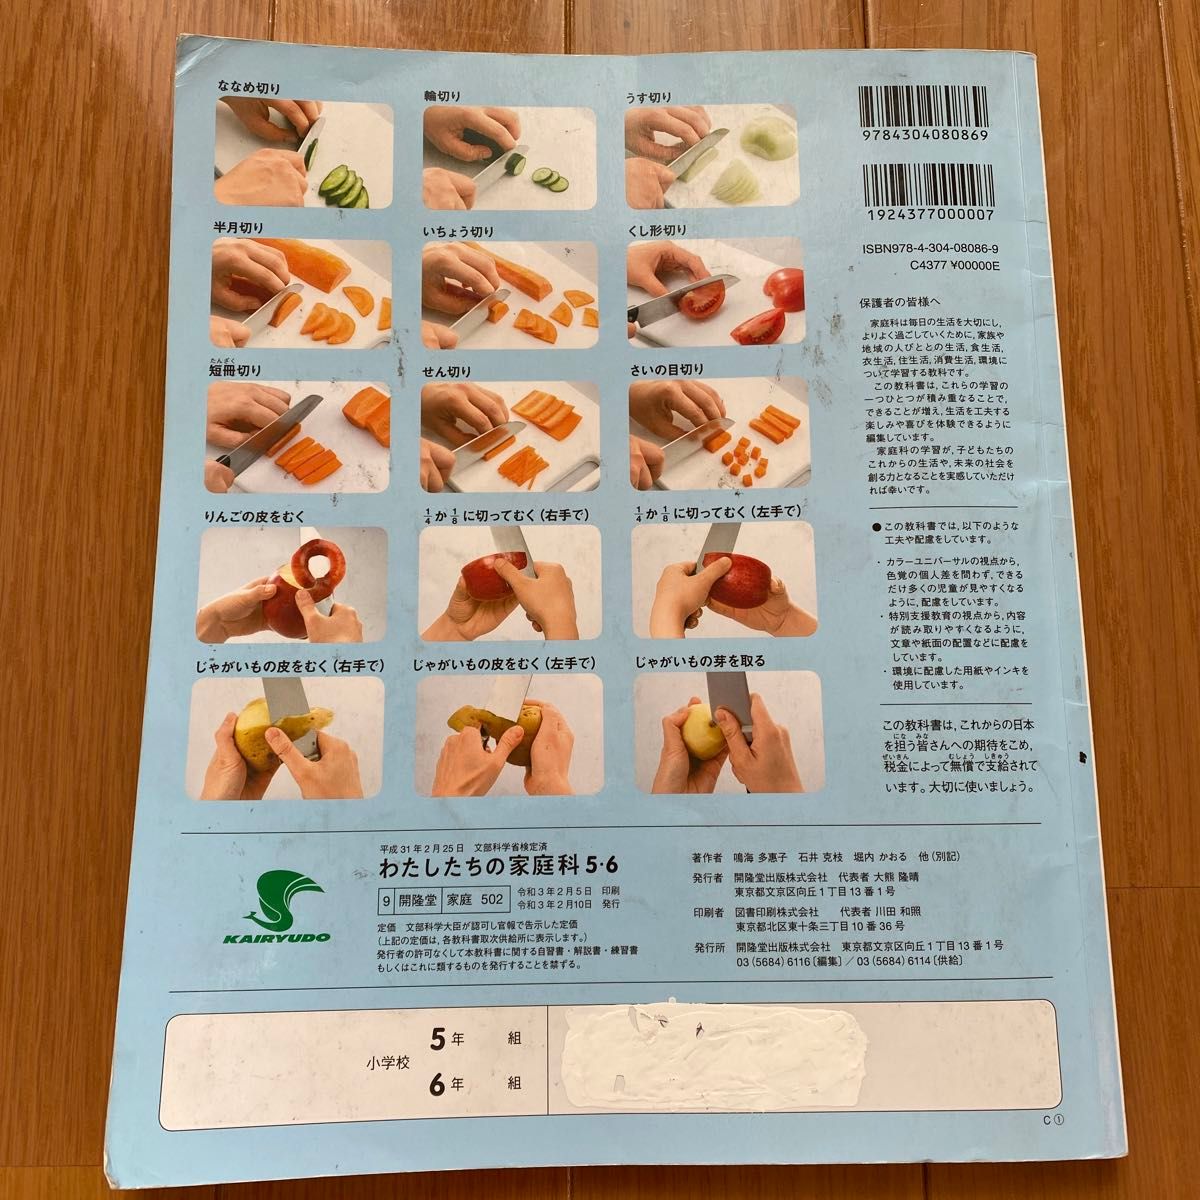 ななめ切り
輪切り
うす切り
半月切り
いちょう切り
くし形切り
たんざく
短冊切り
せん切り
さいの目切り
りんごの皮をむく
1/4か1/8に切ってむく(右手で)
1/4か1/8に切ってむく(左手で)
じゃがいもの皮をむく(右手で)
じゃがいもの皮をむく(左手で)
じゃがいもの芽を取る
9784304080869
1924377000007
ISBN978-4-304-08086-9
C4377 ¥00000E
保護者の皆様へ
家庭科は毎日の生活を大切にし,
よりよく過ごしていくために,家族や
地域の人びととの生活,食生活,
衣生活,住生活,消費生活,環境に
ついて学習する教科です。
この教科書は,これらの学習の
一つひとつが積み重なることで,
できることが増え,生活を工夫する
楽しみや喜びを体験できるように
編集しています。
家庭科の学習が,子どもたちの
これからの生活や,未来の社会を
創る力となることを実感していただけ
れば幸いです。
●この教科書では,以下のような
工夫や配慮をしています。
・カラーユニバーサルの視点から,
色覚の個人差を問わず,できる
だけ多くの児童が見やすくなる
ように,配慮をしています。
・特別支援教育の視点から,内容
が読み取りやすくなるように,
文章や紙面の配置などに配慮を
しています。
・環境に配慮した用紙やインキを
使用しています。
この教科書は,これからの日本
にな みな
を担う皆さんへの期待をこめ,
ぜいきん むしょう しきゅう
税金によって無償で支給されて
います。大切に使いましょう。
KAIRYUDO
平成31年2月25日 文部科学省検定済
わたしたちの家庭科5・6
9 開隆堂 家庭 502
令和3年2月5日 印刷
令和3年2月10日 発行
定価 文部科学大臣が認可し官報で告示した定価
(上記の定価は,各教科書取次供給所に表示します。)
発行者の許可なくして本教科書に関する自習書・解説書・練習書
もしくはこれに類するものを発行することを禁ずる。
著作者 鳴海 多惠子 石井 克枝 堀内 かおる 他(別記)
発行者 開隆堂出版株式会社 代表者 大熊 隆晴
東京都文京区向丘1丁目13番1号
印刷者 図書印刷株式会社 代表者 川田 和照
東京都北区東十条三丁目10番36号
発行所 開隆堂出版株式会社 東京都文京区向丘1丁目13番1号
03(5684)6116〔編集〕/03(5684)6114〔供給〕
小学校
5年 組
6年 組
C①